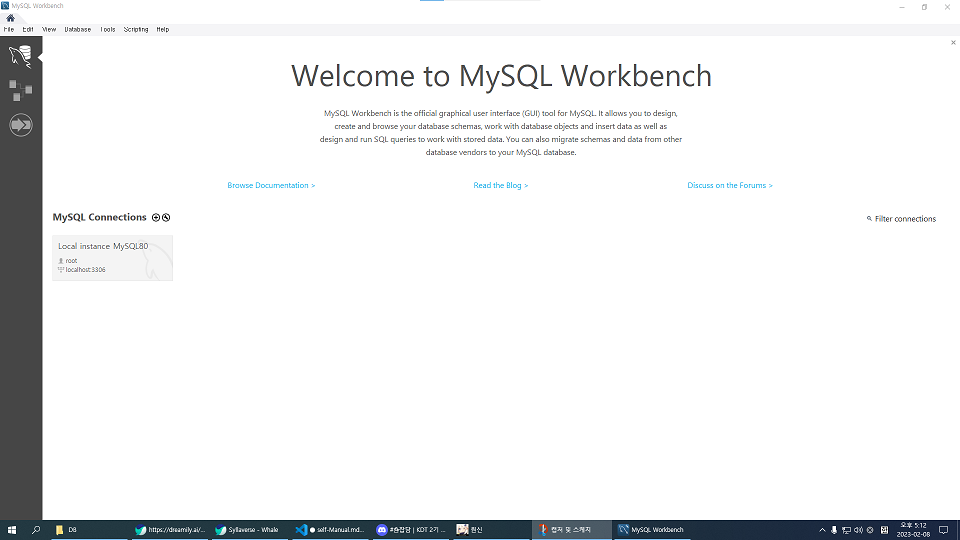 MySQL Workbench
File Edit View Database Tools Scripting Help
Welcome to MySQL Workbench
MySQL Workbench is the official graphical user interface (GUI) tool for MySQL. It allows you to design,
create and browse your database schemas, work with database objects and insert data as well as
design and run SQL queries to work with stored data. You can also migrate schemas and data from other
database vendors to your MySQL database.
Browse Documentation >
Read the Blog >
Discuss on the Forums >
MySQL Connections
Filter connections
Local instance MySQL80
root
localhost:3306
DB
https://dreamily.ai/...
Syllaverse - Whale
● self-Manual.md...
잡담 | KDT 2기 ...
원신
캡처 및 스케치
MySQL Workbench
오후 5:12
2023-02-08